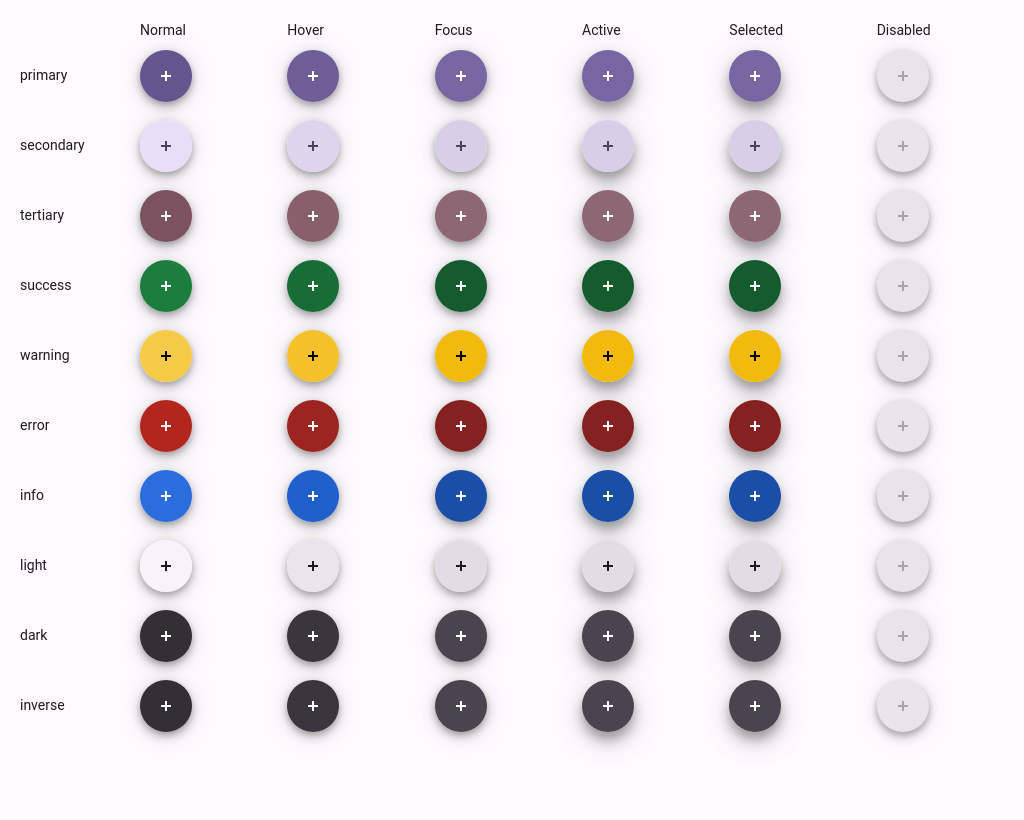 Normal Hover Focus Active Selected Disabled
primary
secondary
tertiary
success
warning
error
info
light
dark
inverse